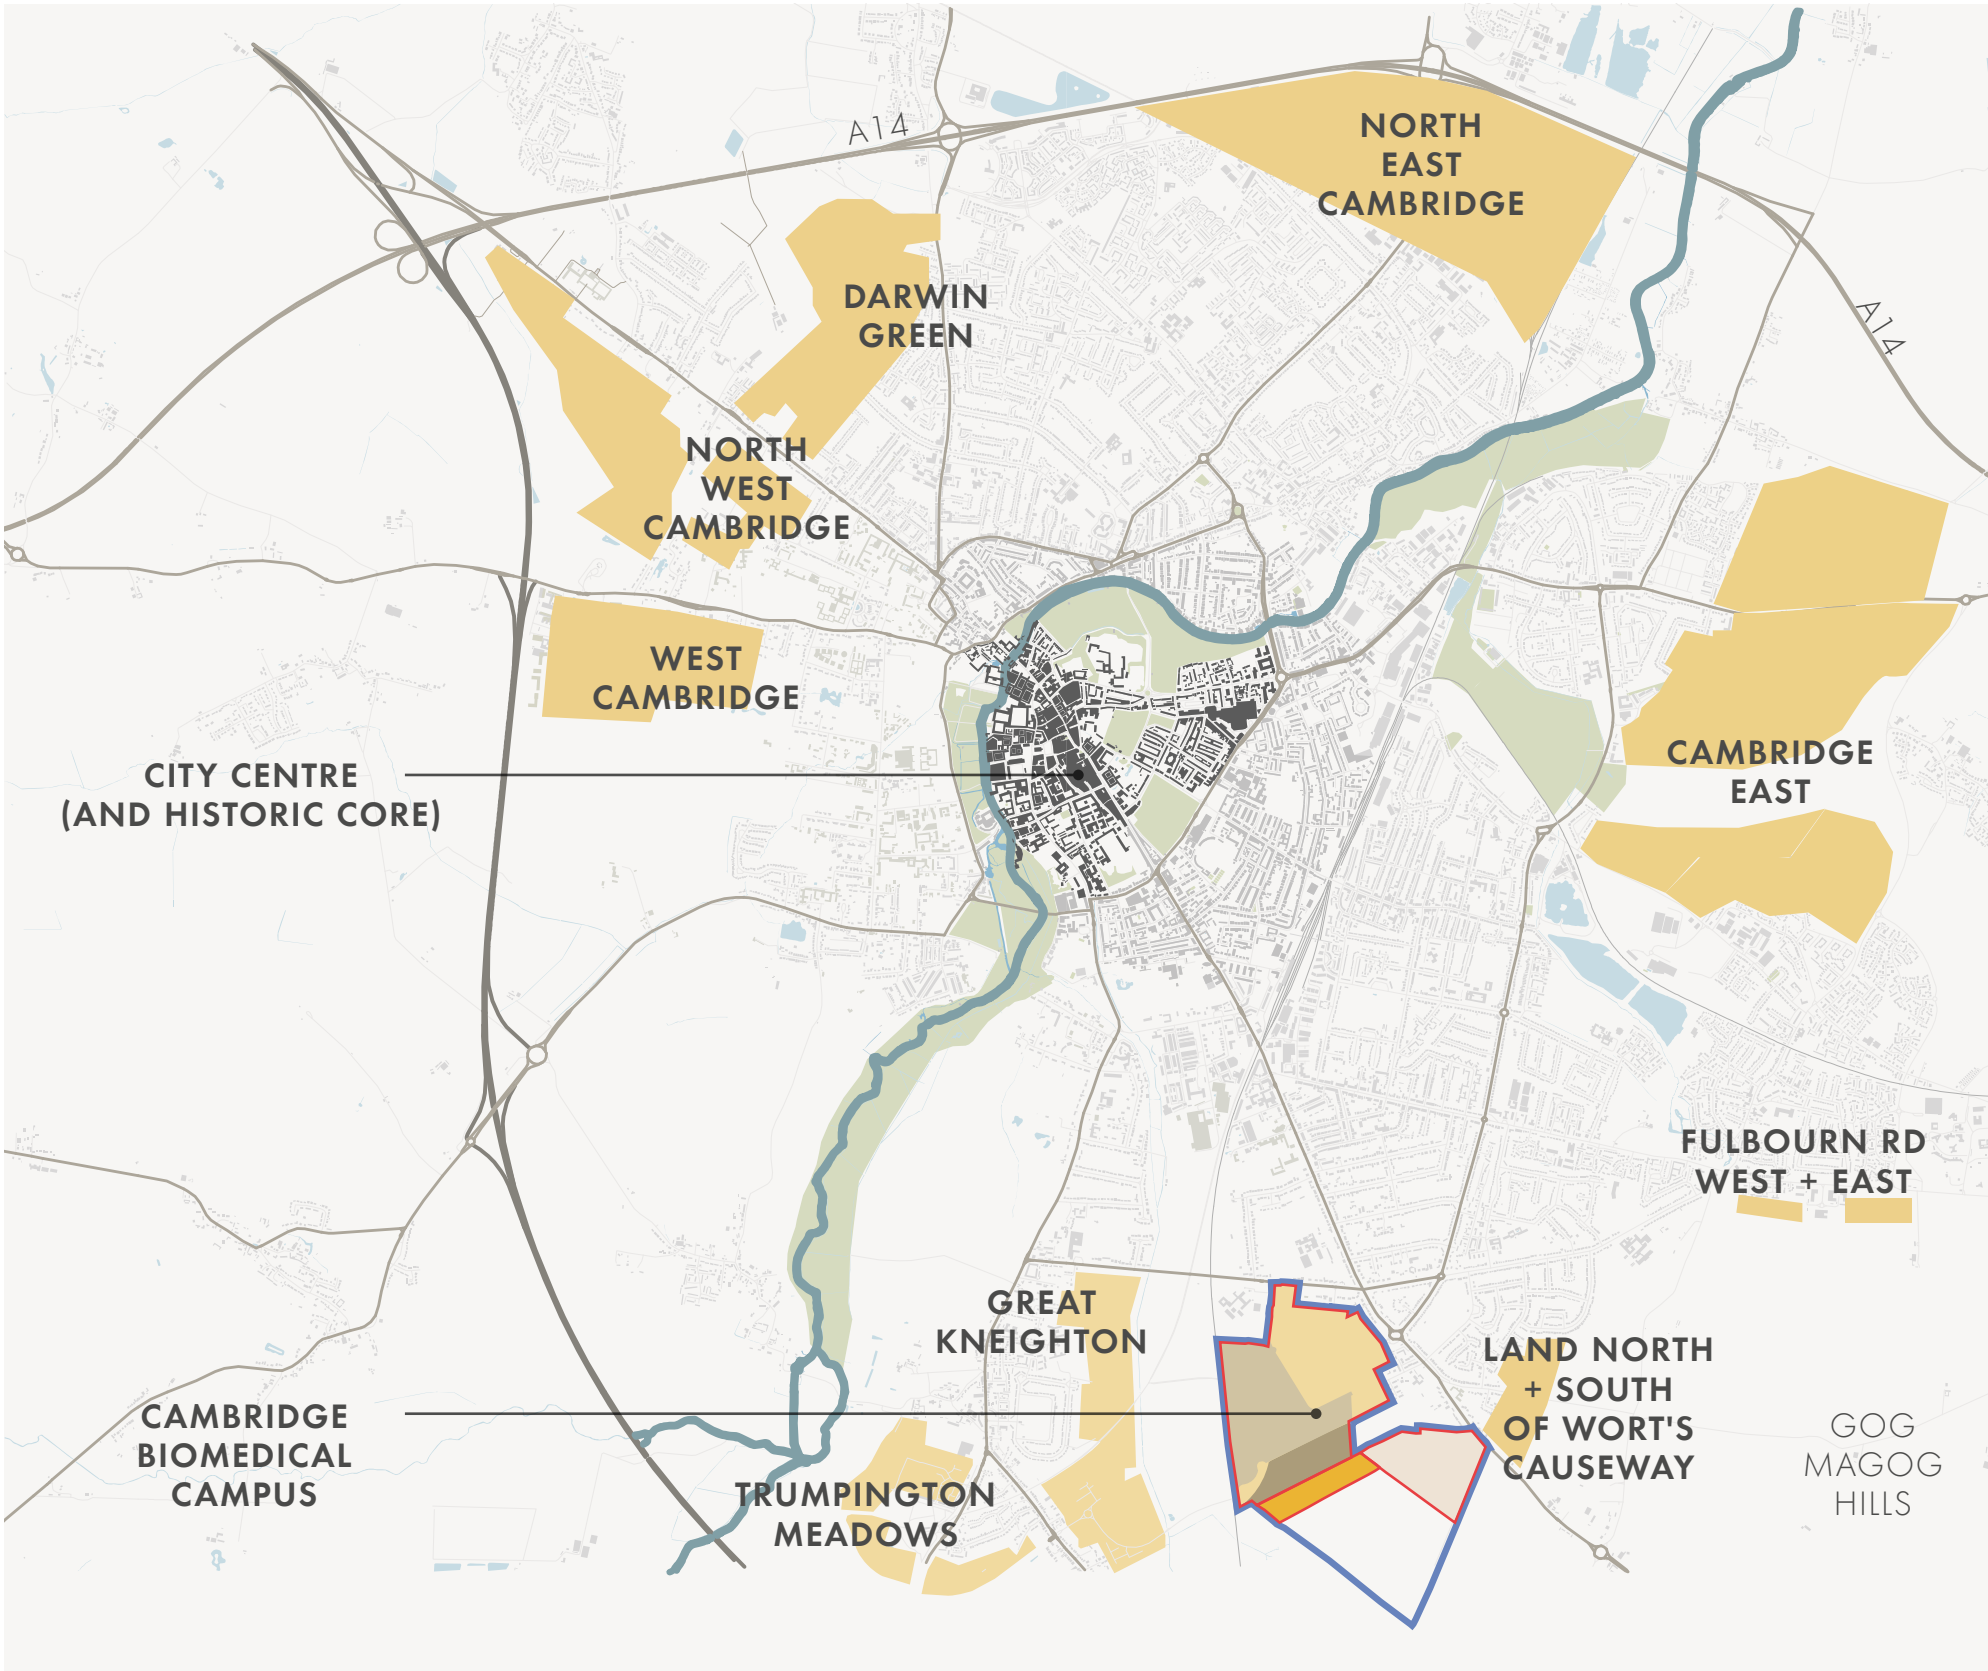 A14
NORTH
EAST
CAMBRIDGE
DARWIN
GREEN
A14
NORTH
WEST
CAMBRIDGE
WEST
CAMBRIDGE
CITY CENTRE
(AND HISTORIC CORE)
CAMBRIDGE
EAST
FULBOURN RD
WEST + EAST
GREAT
KNEIGHTON
LAND NORTH
+ SOUTH
OF WORT'S
CAUSEWAY
CAMBRIDGE
BIOMEDICAL
CAMPUS
GOG
MAGOG
HILLS
TRUMPINGTON
MEADOWS